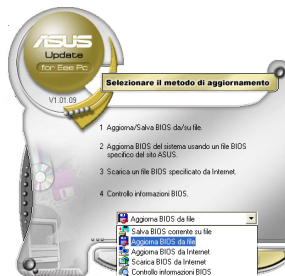 ASUS
Update
for Eee Pc
V1.01.09
Selezionare il metodo di aggiornamento
1 Aggiorna/Salva BIOS da/su file.
2 Aggiorna BIOS del sistema usando un file BIOS
specifico del sito ASUS.
3 Scarica un file BIOS specificato da Internet.
4 Controllo informazioni BIOS.
Aggiorna BIOS da file
Salva BIOS corrente su file
Aggiorna BIOS da file
Aggiorna BIOS da Internet
Scarica BIOS da Internet
Controllo informazioni BIOS